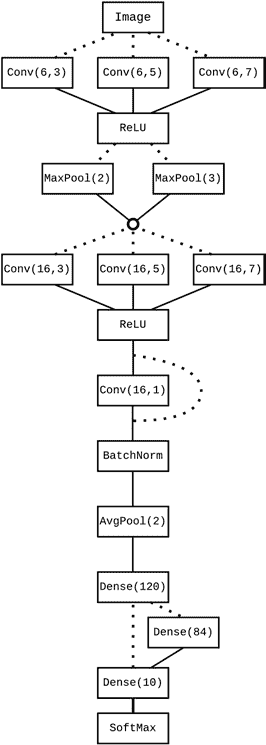 Image
Conv(6,3) Conv(6,5) Conv(6,7)
ReLU
MaxPool(2) MaxPool(3)
Conv(16,3) Conv(16,5) Conv(16,7)
ReLU
Conv(16,1)
BatchNorm
AvgPool(2)
Dense(120)
Dense(84)
Dense(10)
SoftMax